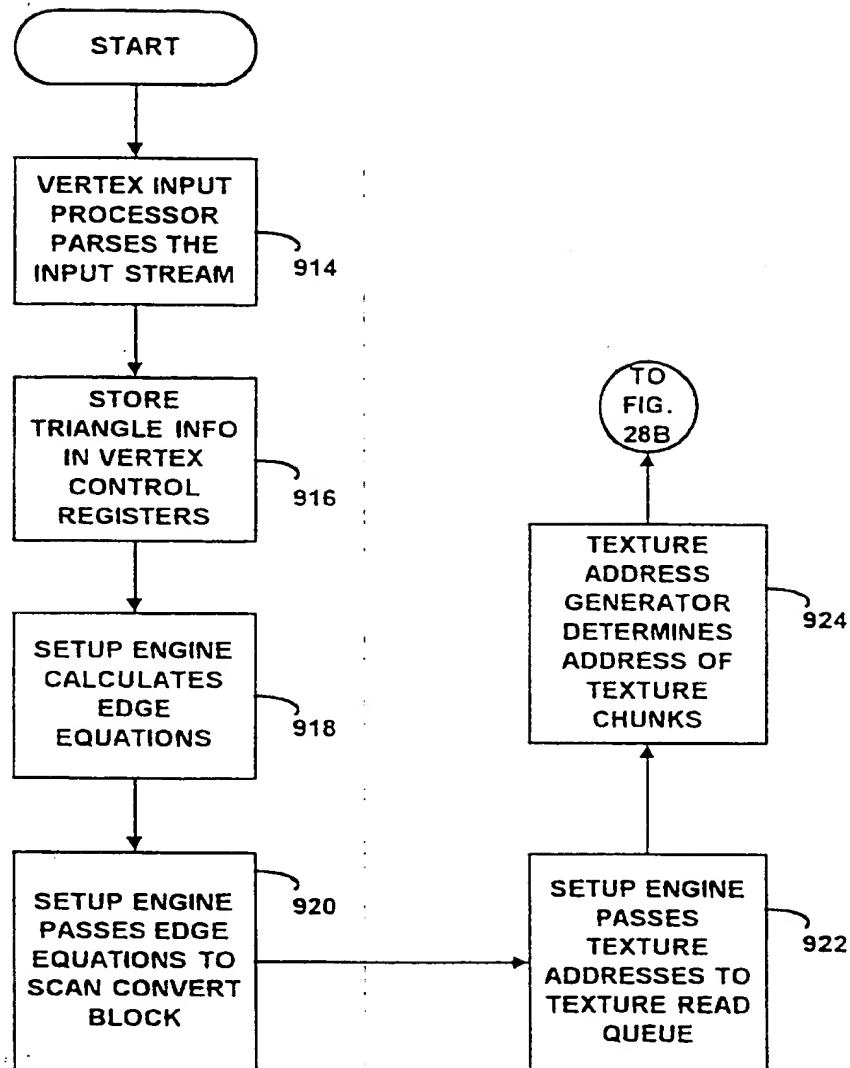 START
VERTEX INPUT
PROCESSOR
PARSES THE
INPUT STREAM
914
STORE
TRIANGLE INFO
IN VERTEX
CONTROL
REGISTERS
916
SETUP ENGINE
CALCULATES
EDGE
EQUATIONS
918
SETUP ENGINE
PASSES EDGE
EQUATIONS TO
SCAN CONVERT
BLOCK
920
SETUP ENGINE
PASSES
TEXTURE
ADDRESSES TO
TEXTURE READ
QUEUE
922
TEXTURE
ADDRESS
GENERATOR
DETERMINES
ADDRESS OF
TEXTURE
CHUNKS
924
TO
FIG.
28B